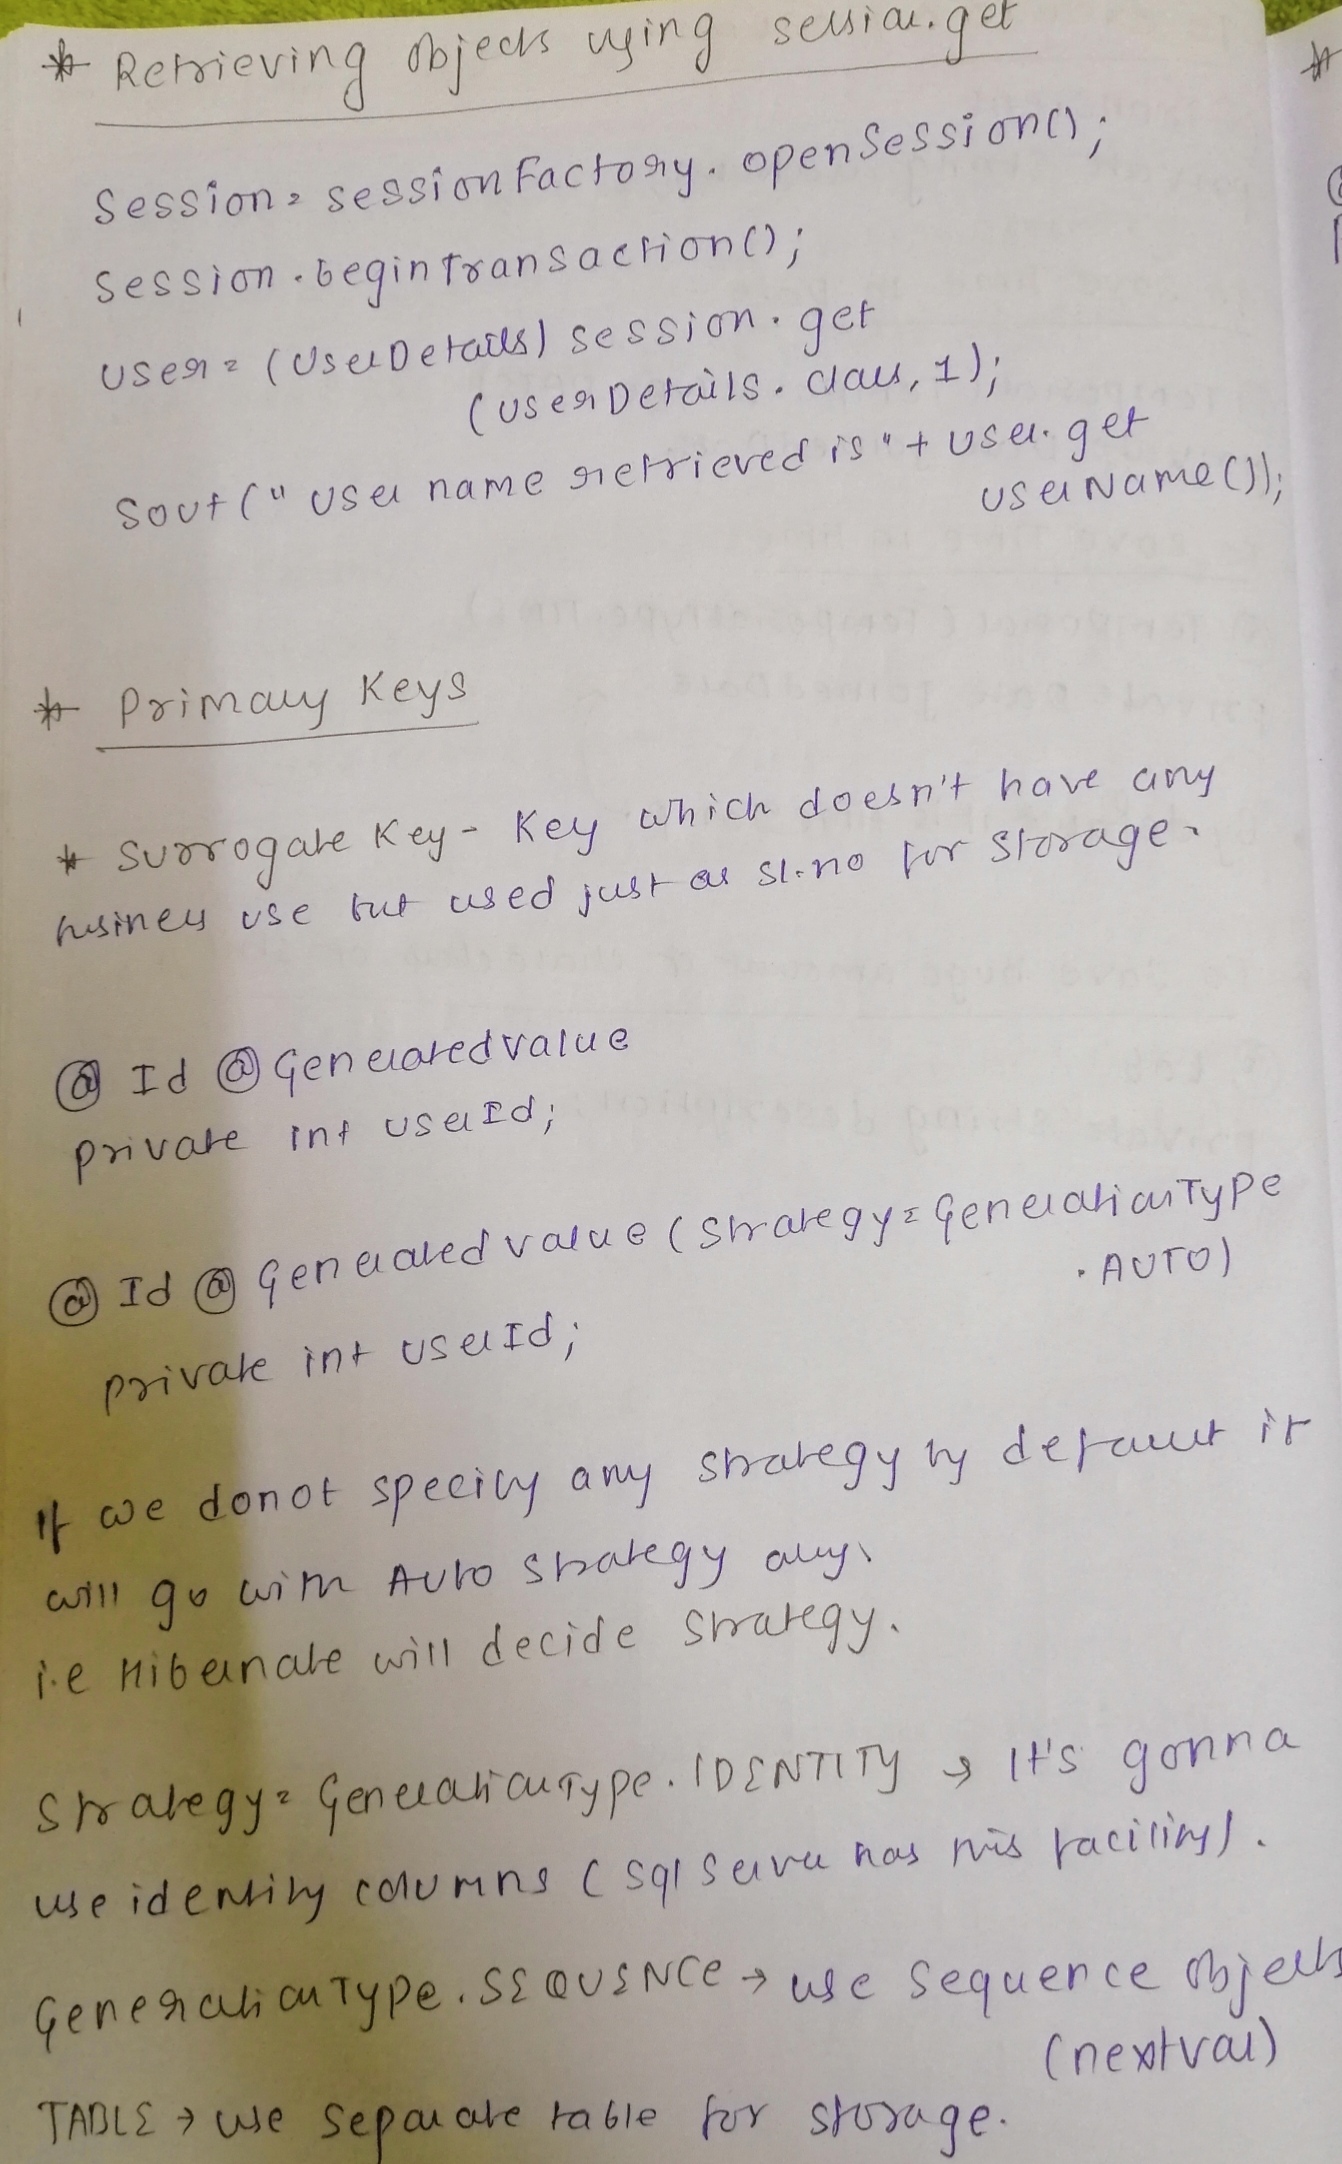 * Retrieving objects using session.get
Session = sessionFactory.openSession();
Session.beginTransaction();
user = (UserDetails) session.get
(userDetails.class, 1);
Sout(" user name retrieved is " + user.get
userName());
* Primary Keys
* Surrogate Key - Key which doesn't have any
business use but used just as sl.no for storage.
@ Id @ Generatedvalue
private int userId;
@ Id @ Generated value (Strategy = GenerationType
.AUTO)
private int userId;
If we donot specify any strategy by default it
will go with Auto Strategy only.
i.e Hibernate will decide Strategy.
Strategy = GenerationType.IDENTITY → It's gonna
use identity columns (sql server has this facility).
GenerationType.SEQUENCE → use Sequence objects
(nextval)
TABLE → use separate table for storage.